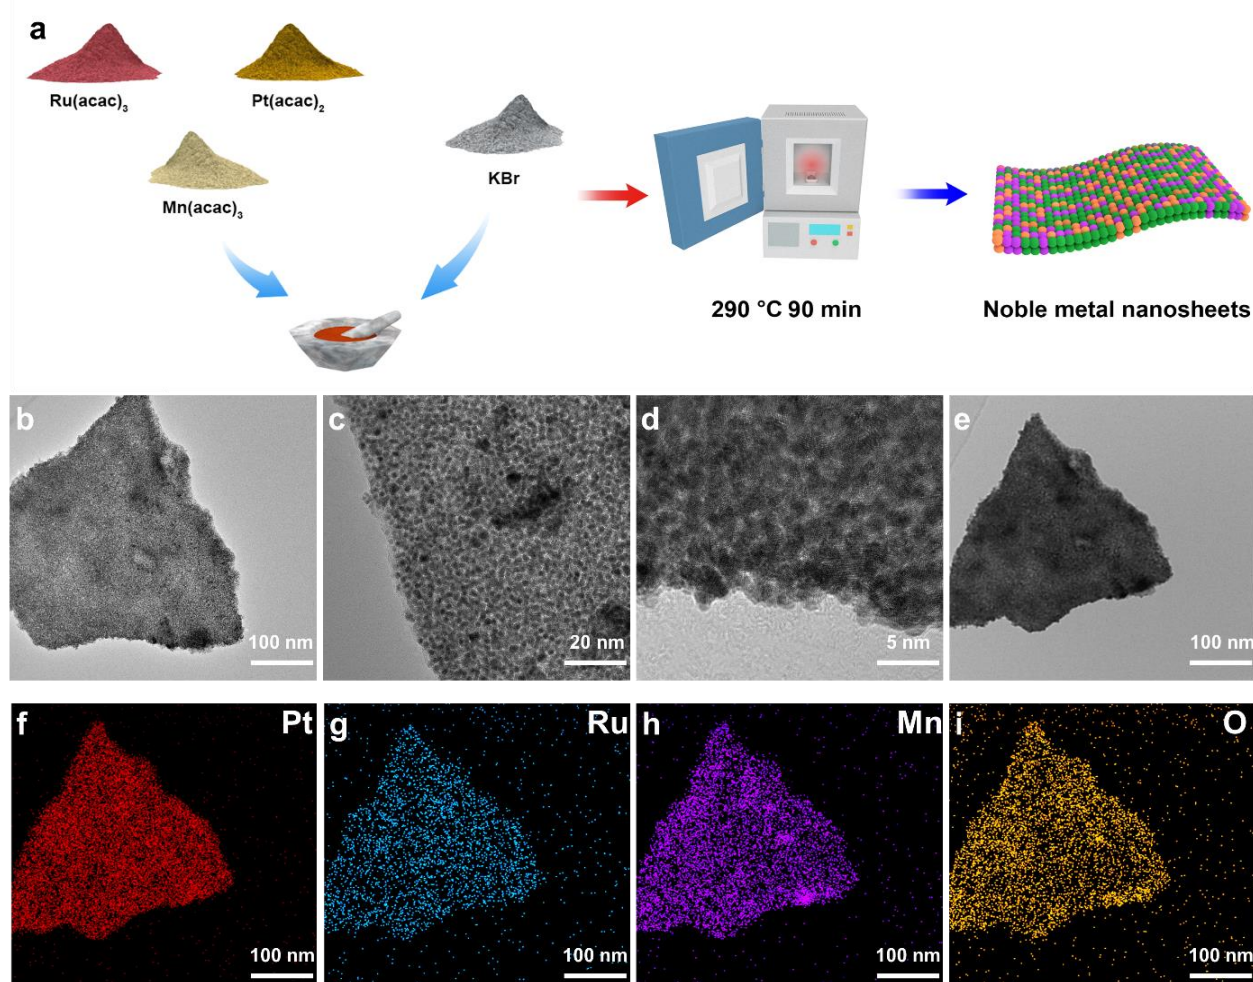 a
Ru(acac)₃
Pt(acac)₂
Mn(acac)₃
KBr
290 °C 90 min
Noble metal nanosheets
b
100 nm
c
20 nm
d
5 nm
e
100 nm
f
Pt
100 nm
g
Ru
100 nm
h
Mn
100 nm
i
O
100 nm